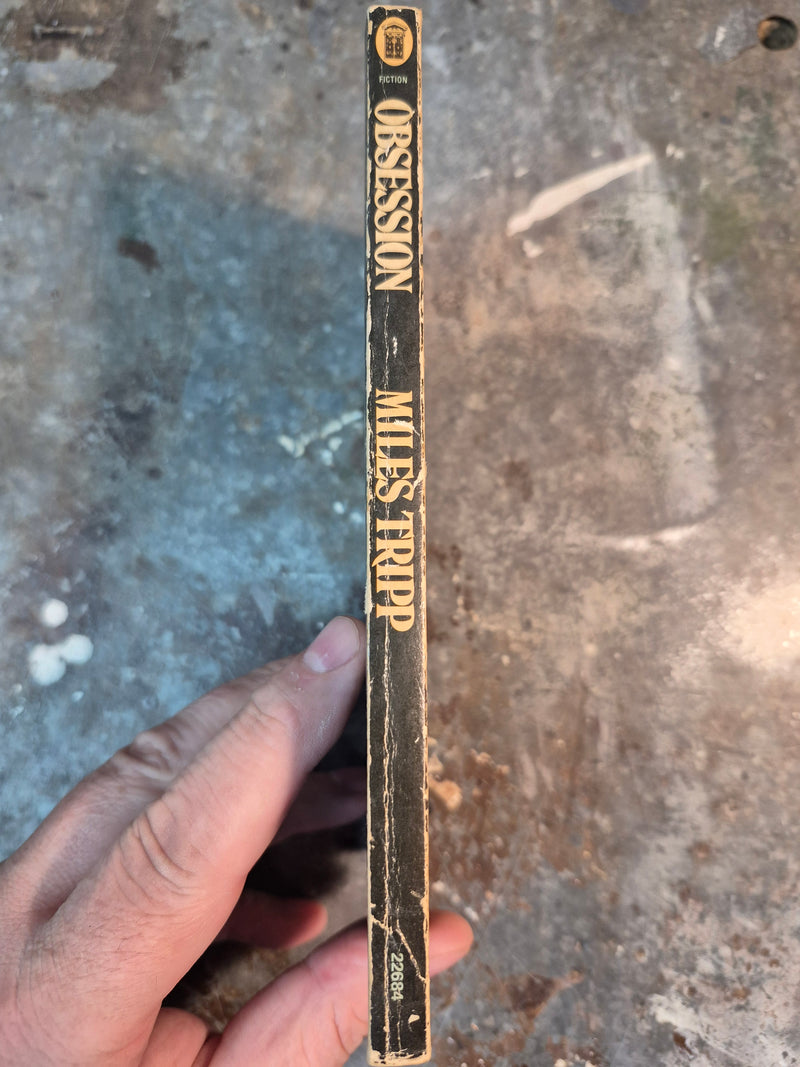 FICTION
OBSESSION
MILES TRIPP
22684